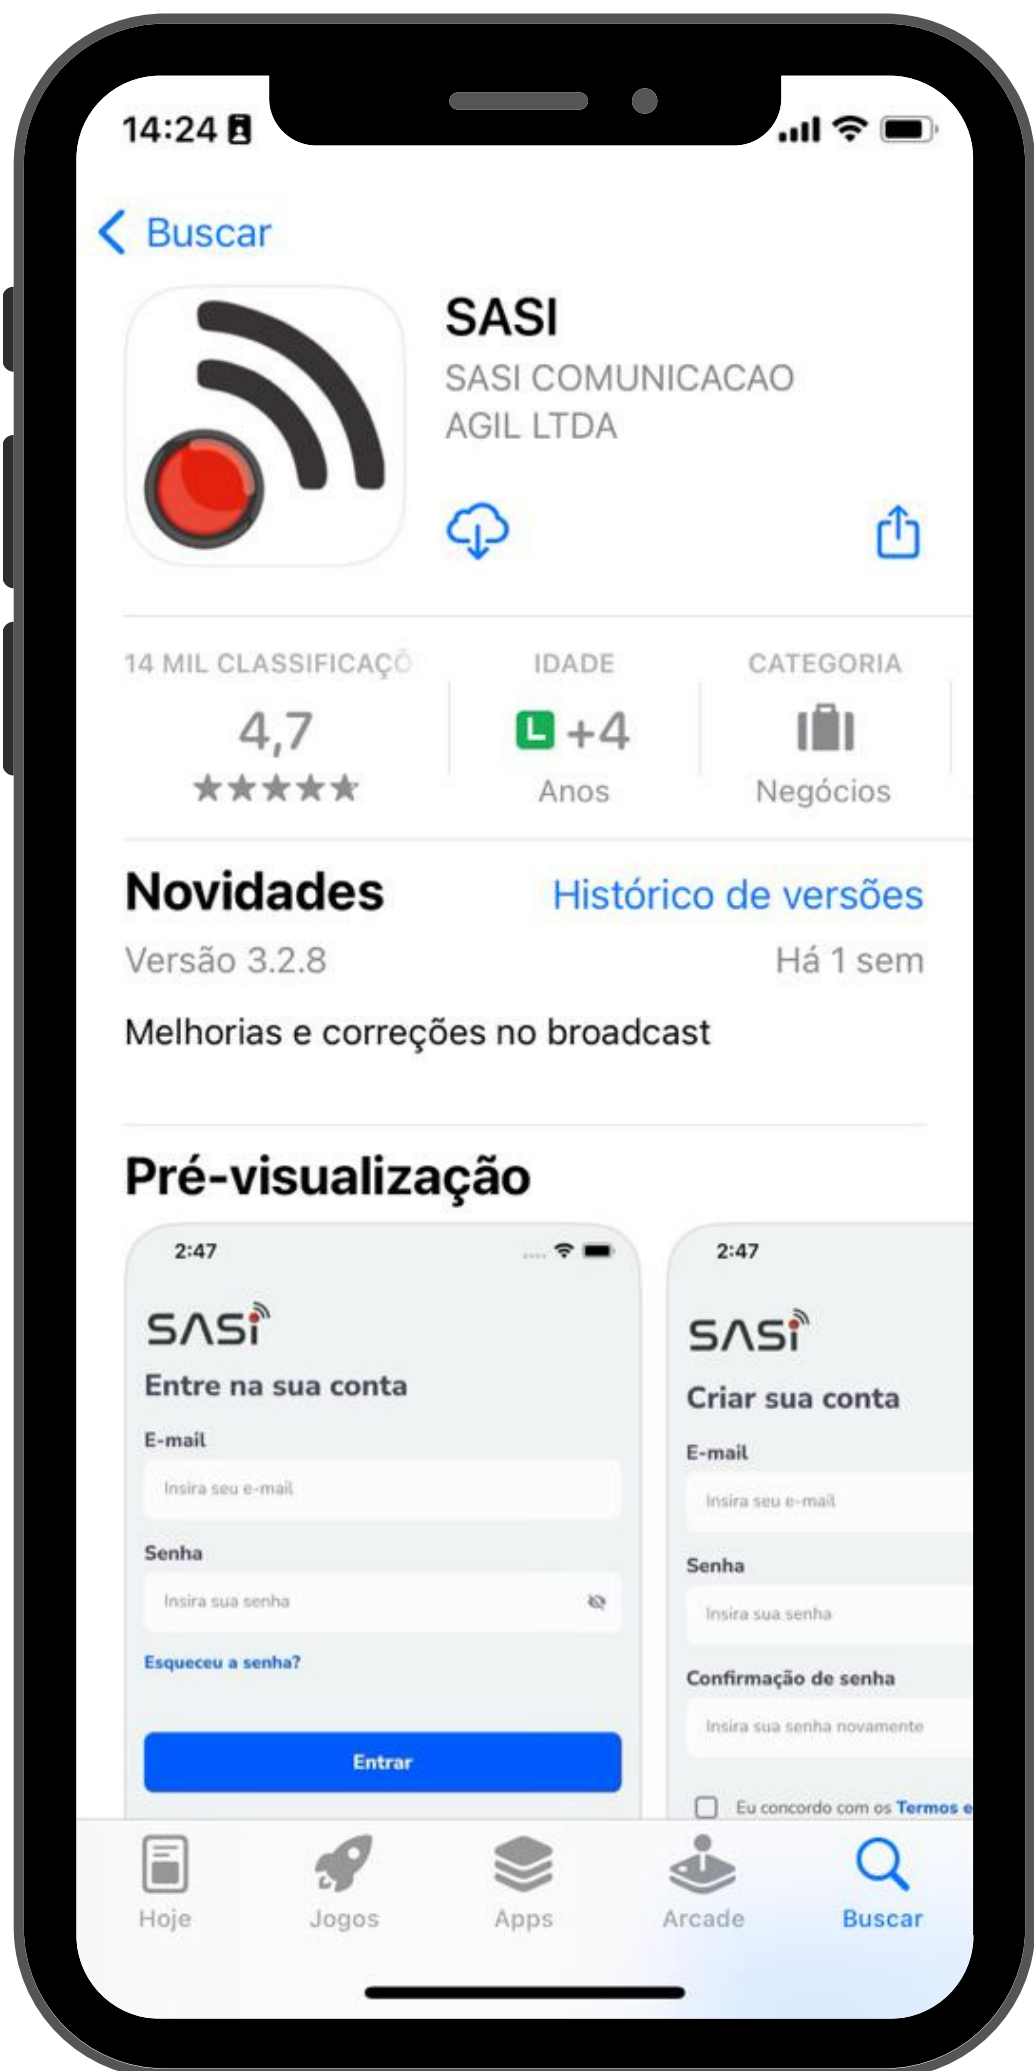 14:24
Buscar
SASI
SASI COMUNICACAO
AGIL LTDA
14 MIL CLASSIFICAÇÕ
4,7
IDADE
L +4
Anos
CATEGORIA
Negócios
Novidades
Histórico de versões
Versão 3.2.8
Há 1 sem
Melhorias e correções no broadcast
Pré-visualização
2:47
SASi
Entre na sua conta
E-mail
Insira seu e-mail
Senha
Insira sua senha
Esqueceu a senha?
Entrar
2:47
SASi
Criar sua conta
E-mail
Insira seu e-mail
Senha
Insira sua senha
Confirmação de senha
Insira sua senha novamente
Eu concordo com os Termos e
Hoje
Jogos
Apps
Arcade
Buscar